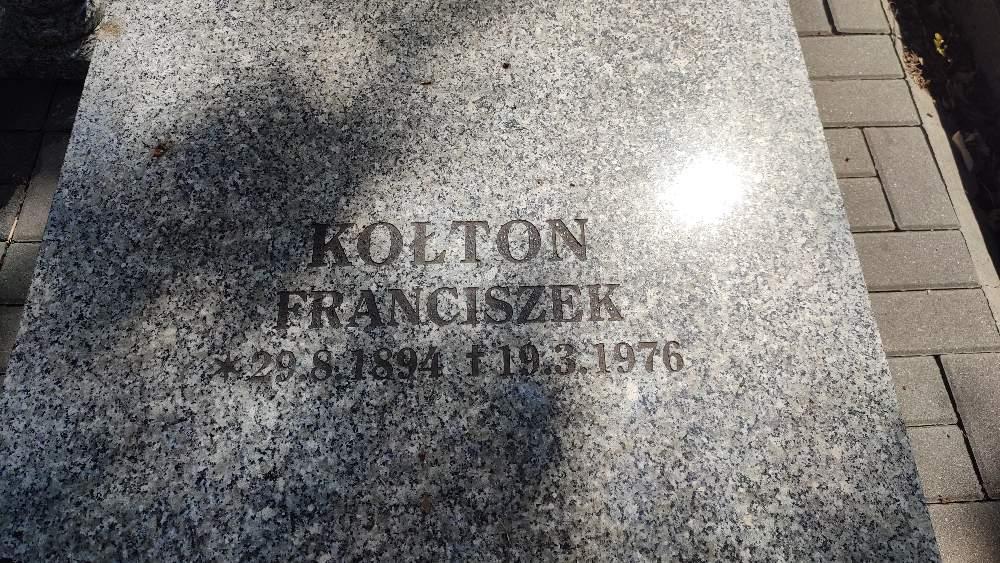 KOŁTON
FRANCISZEK
*29.8.1894 †19.3.1976